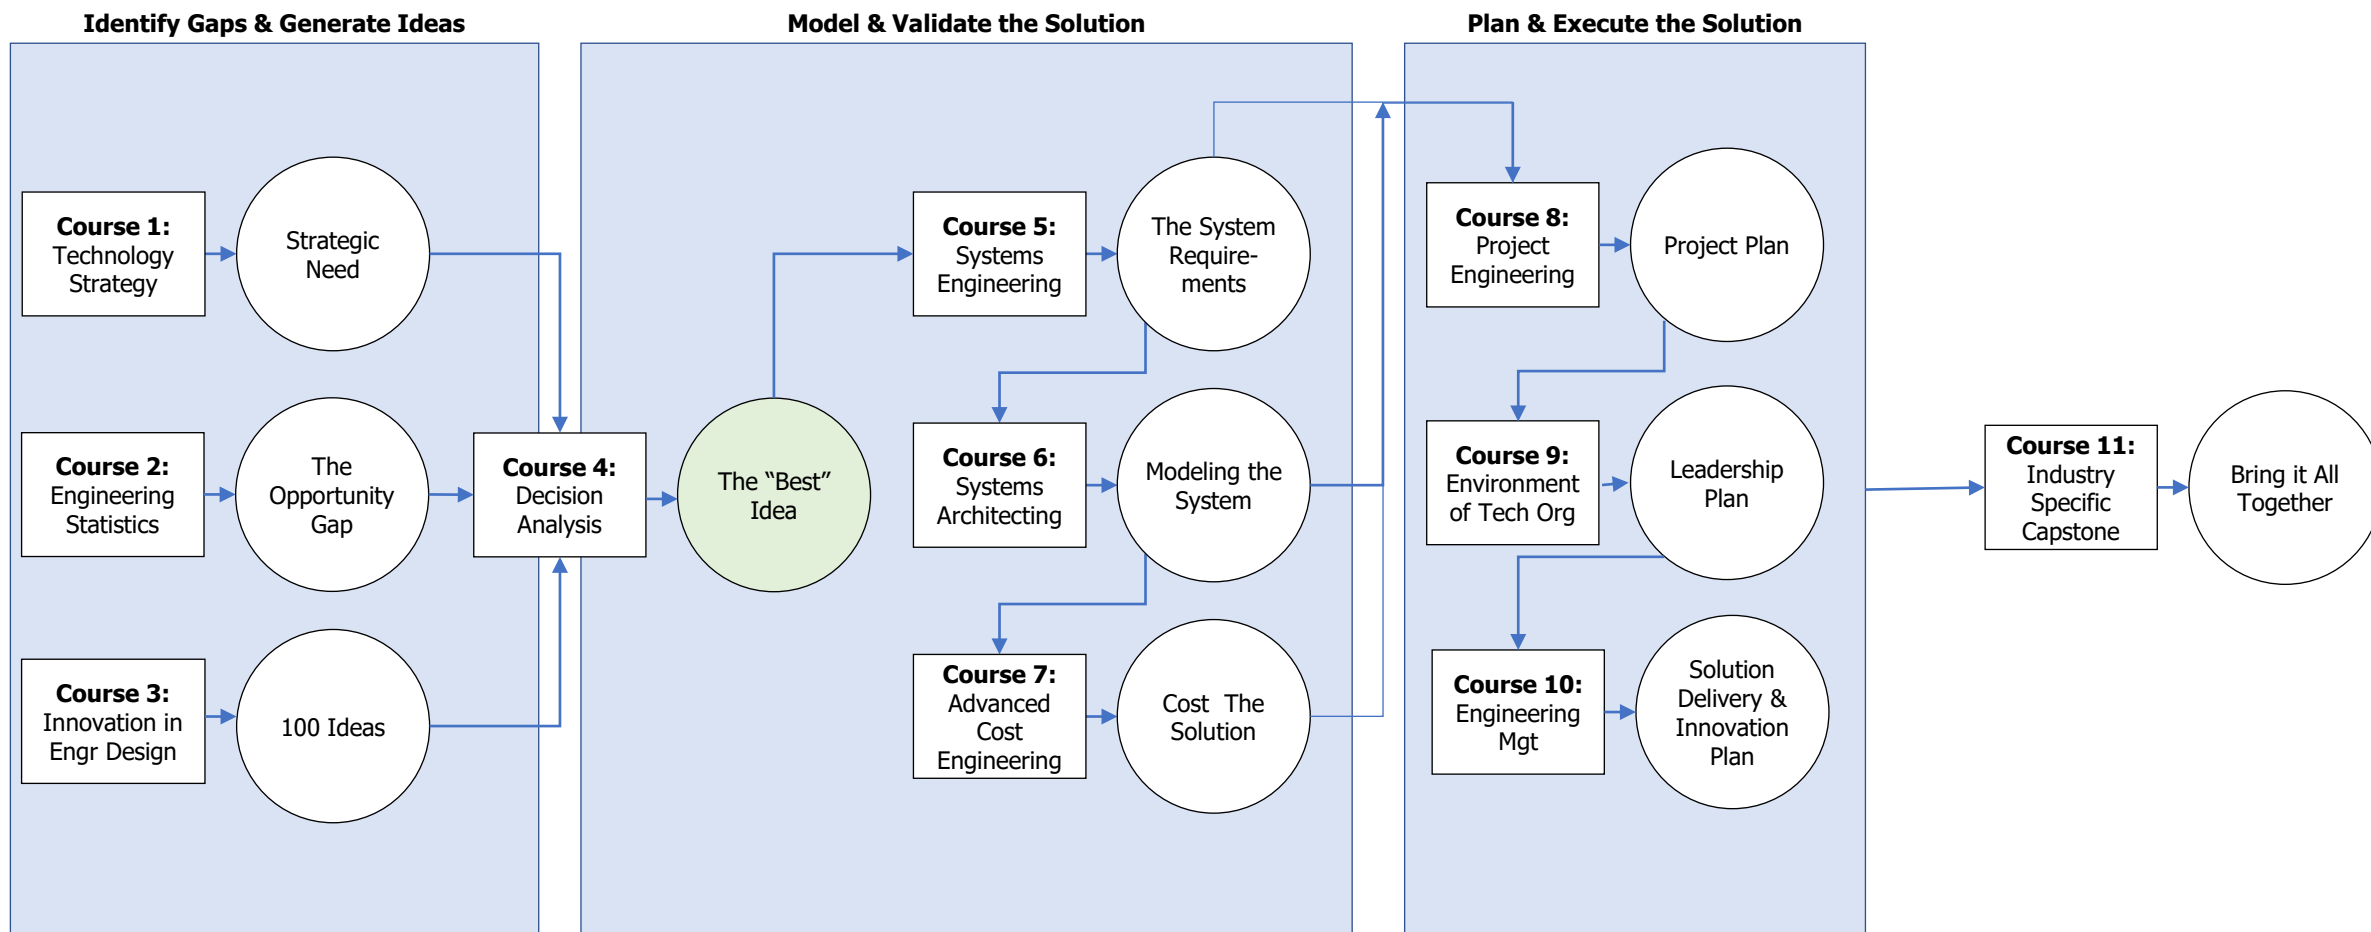 Identify Gaps & Generate Ideas
Model & Validate the Solution
Plan & Execute the Solution
Course 1:
Technology
Strategy
Strategic
Need
Course 2:
Engineering
Statistics
The
Opportunity
Gap
Course 3:
Innovation in
Engr Design
100 Ideas
Course 4:
Decision
Analysis
The “Best”
Idea
Course 5:
Systems
Engineering
The System
Require-
ments
Course 6:
Systems
Architecting
Modeling the
System
Course 7:
Advanced
Cost
Engineering
Cost The
Solution
Course 8:
Project
Engineering
Project Plan
Course 9:
Environment
of Tech Org
Leadership
Plan
Course 10:
Engineering
Mgt
Solution
Delivery &
Innovation
Plan
Course 11:
Industry
Specific
Capstone
Bring it All
Together